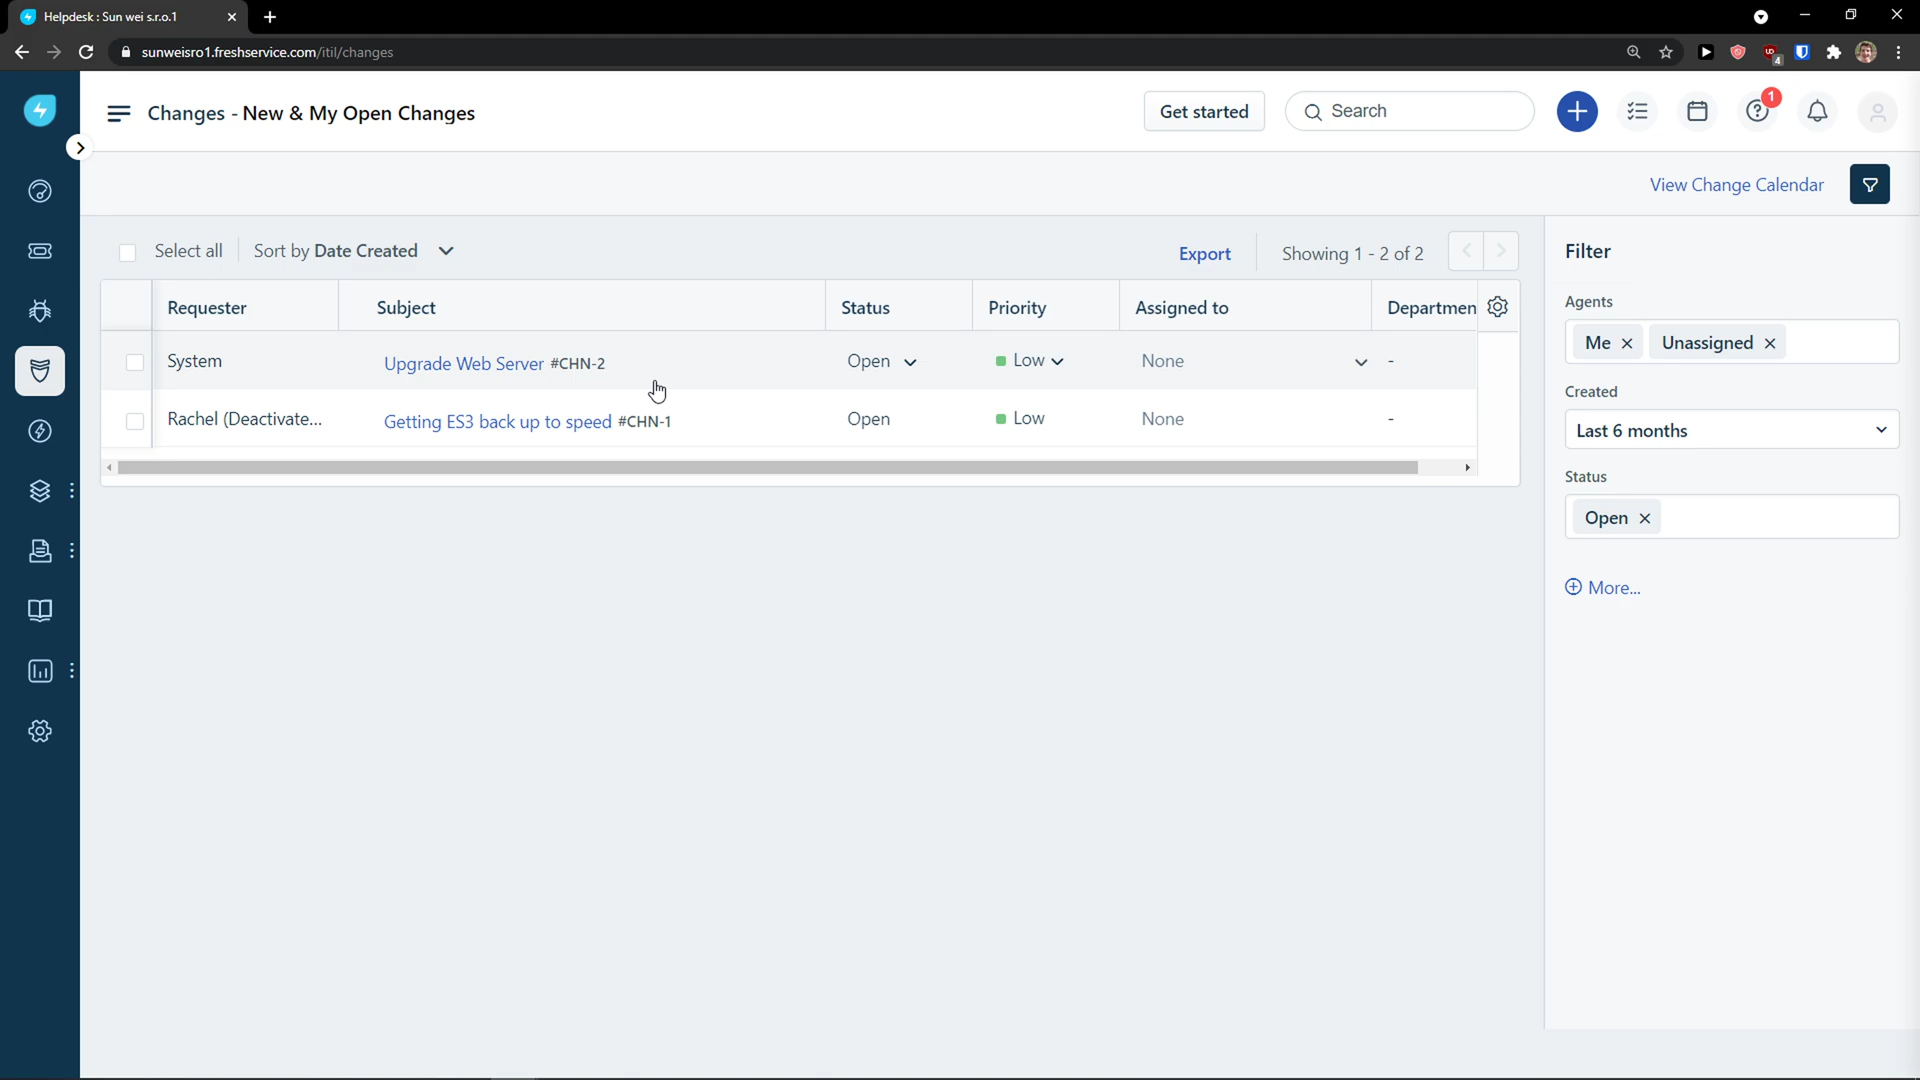 Helpdesk : Sun wei s.r.o.1
sunweisro1.freshservice.com/itil/changes
4
Changes - New & My Open Changes
Get started
Search
1
View Change Calendar
Select all
Sort by Date Created
Export
Showing 1 - 2 of 2
Filter
Requester
Subject
Status
Priority
Assigned to
Departmen
Agents
Me
Unassigned
System
Upgrade Web Server #CHN-2
Open
Low
None
-
Created
Last 6 months
Rachel (Deactivate...
Getting ES3 back up to speed #CHN-1
Open
Low
None
-
Status
Open
More...